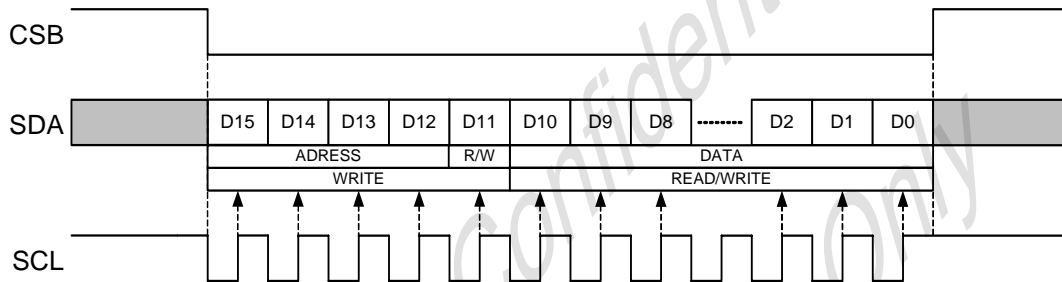 CSB
SDA D15 D14 D13 D12 D11 D10 D9 D8 D2 D1 D0
ADRESS R/W DATA
WRITE READ/WRITE
SCL
Only